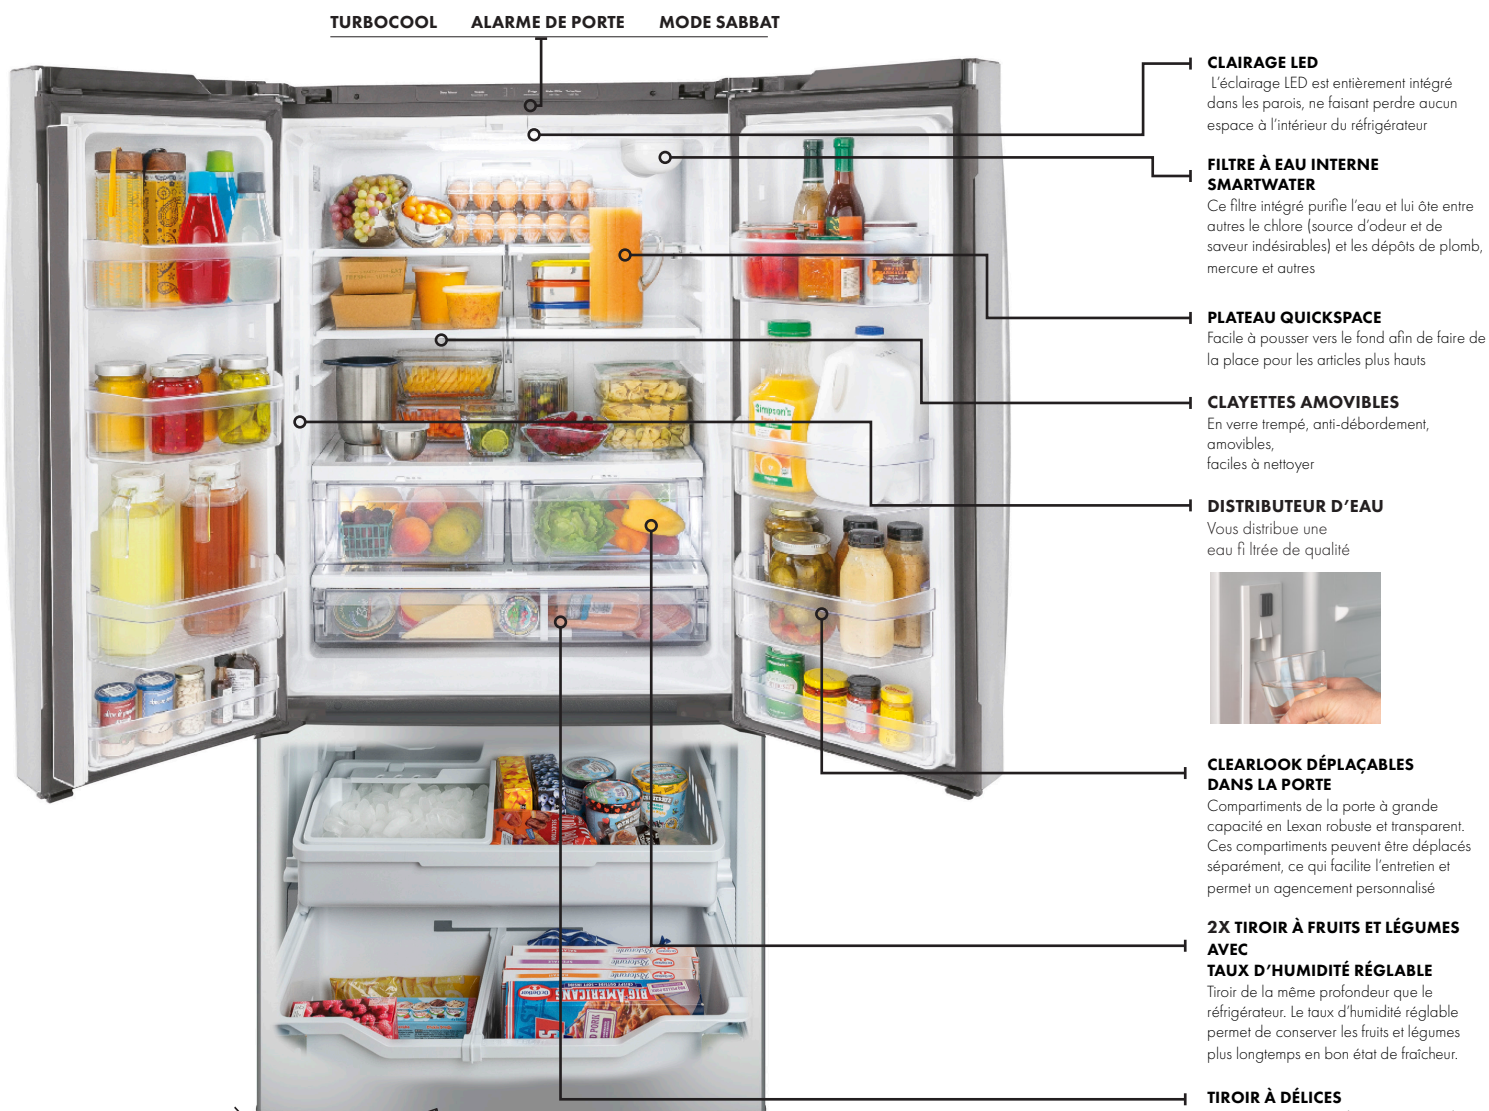 TURBOCOOL ALARME DE PORTE MODE SABBAT
CLAIRAGE LED
L'éclairage LED est entièrement intégré
dans les parois, ne faisant perdre aucun
espace à l'intérieur du réfrigérateur
FILTRE À EAU INTERNE
SMARTWATER
Ce filtre intégré purifie l'eau et lui ôte entre
autres le chlore (source d'odeur et de
saveur indésirables) et les dépôts de plomb,
mercure et autres
PLATEAU QUICKSPACE
Facile à pousser vers le fond afin de faire de
la place pour les articles plus hauts
CLAYETTES AMOVIBLES
En verre trempé, anti-débordement,
amovibles,
faciles à nettoyer
DISTRIBUTEUR D'EAU
Vous distribue une
eau fi ltrée de qualité
CLEARLOOK DÉPLAÇABLES
DANS LA PORTE
Compartiments de la porte à grande
capacité en Lexan robuste et transparent.
Ces compartiments peuvent être déplacés
séparément, ce qui facilite l'entretien et
permet un agencement personnalisé
2X TIROIR À FRUITS ET LÉGUMES
AVEC
TAUX D'HUMIDITÉ RÉGLABLE
Tiroir de la même profondeur que le
réfrigérateur. Le taux d'humidité réglable
permet de conserver les fruits et légumes
plus longtemps en bon état de fraîcheur.
TIROIR À DÉLICES
Simpson's
Ristorante
Ristorante
Ristorante
Dr. Oetker
BIG AMERICANS